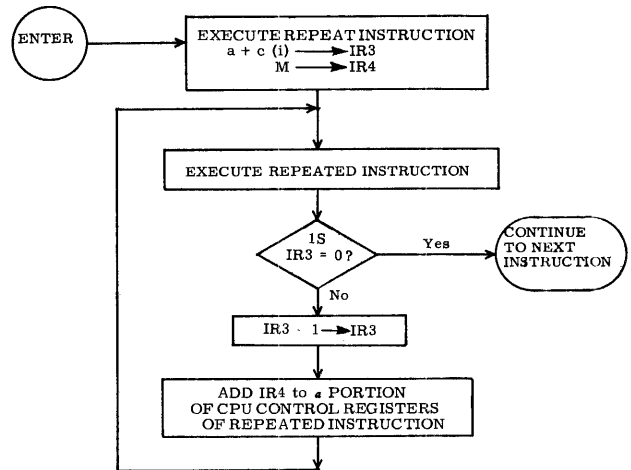 ENTER
EXECUTE REPEAT INSTRUCTION
a + c (i) → IR3
M → IR4
EXECUTE REPEATED INSTRUCTION
1S
IR3 = 0?
Yes
CONTINUE
TO NEXT
INSTRUCTION
No
IR3 - 1 → IR3
ADD IR4 to a PORTION
OF CPU CONTROL REGISTERS
OF REPEATED INSTRUCTION